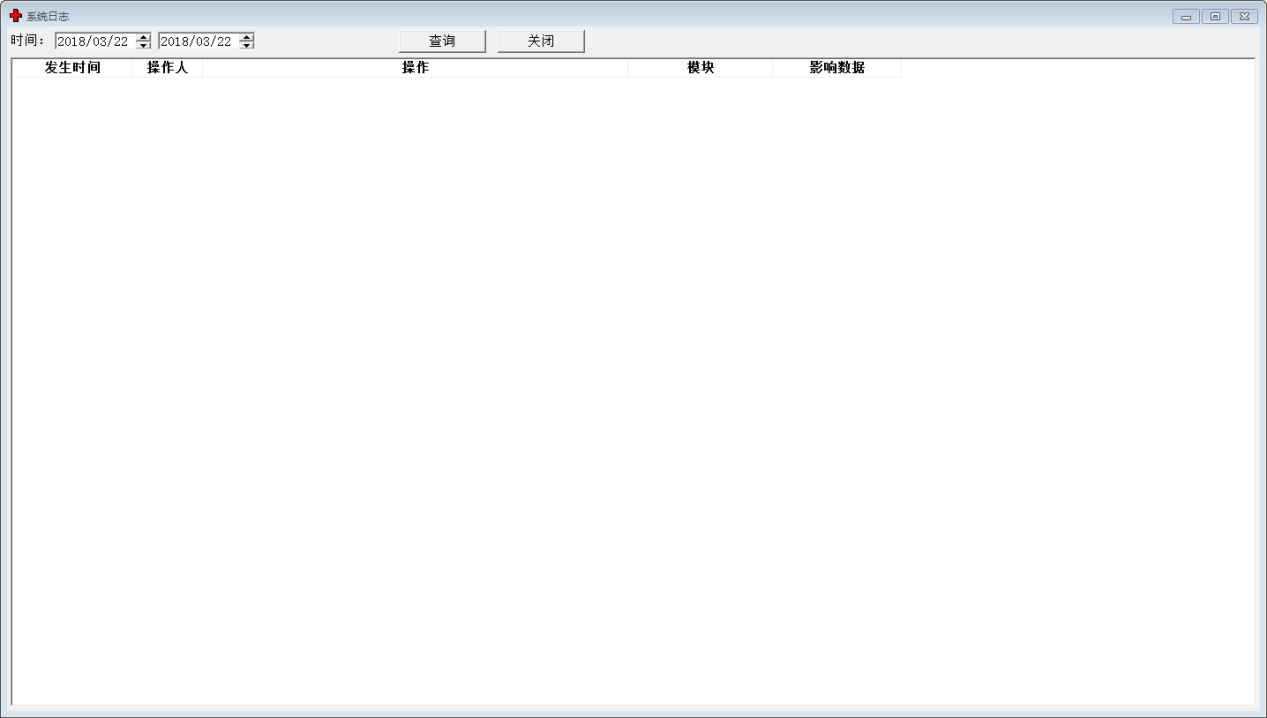 系统日志
时间： 2018/03/22 2018/03/22 查询 关闭
发生时间 操作人 操作 模块 影响数据